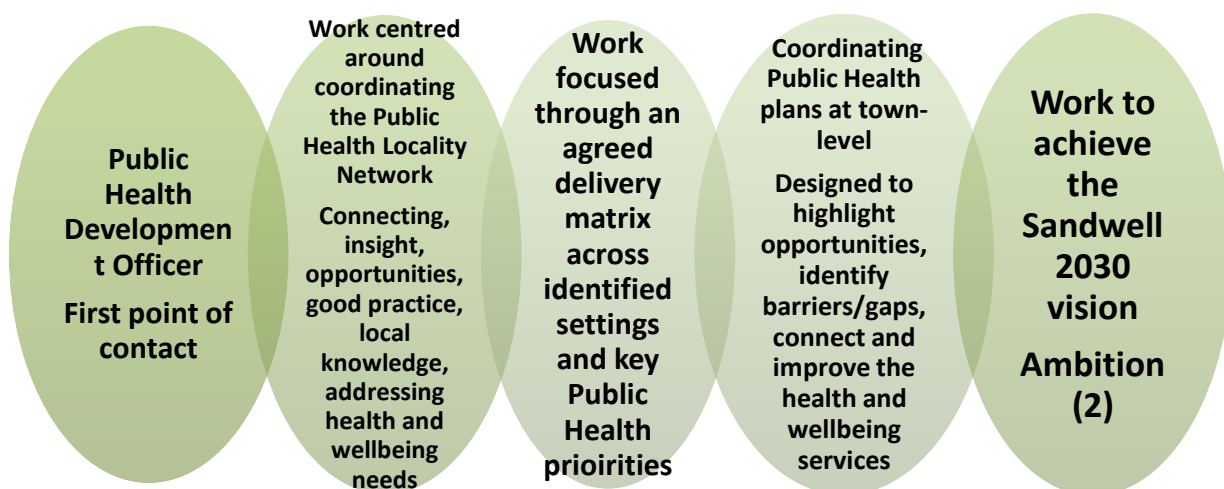 Public
Health
Developmen
t Officer
First point of
contact
Work centred
around
coordinating
the Public
Health Locality
Network
Connecting,
insight,
opportunities,
good practice,
local
knowledge,
addressing
health and
wellbeing
needs
Work
focused
through an
agreed
delivery
matrix
across
identified
settings
and key
Public
Health
prioirities
Coordinating
Public Health
plans at town-
level
Designed to
highlight
opportunities,
identify
barriers/gaps,
connect and
improve the
health and
wellbeing
services
Work to
achieve
the
Sandwell
2030
vision
Ambition
(2)